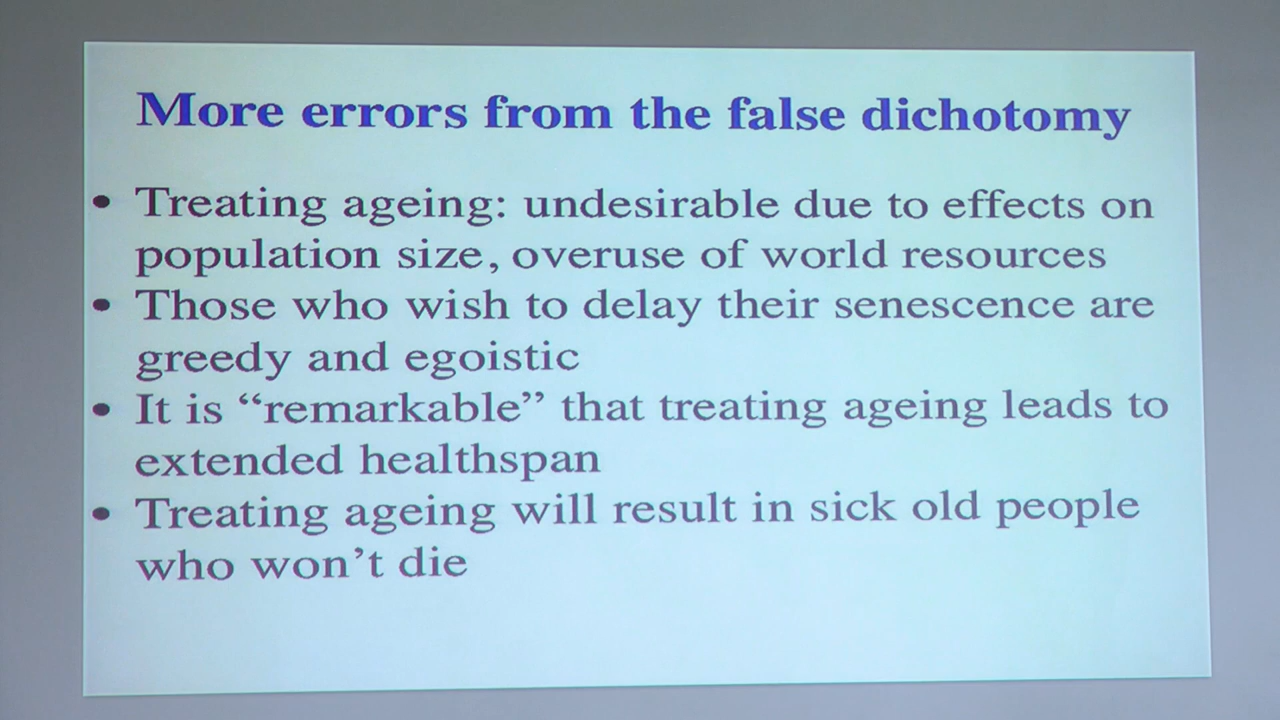 More errors from the false dichotomy
• Treating ageing: undesirable due to effects on
population size, overuse of world resources
• Those who wish to delay their senescence are
greedy and egoistic
• It is “remarkable” that treating ageing leads to
extended healthspan
• Treating ageing will result in sick old people
who won’t die